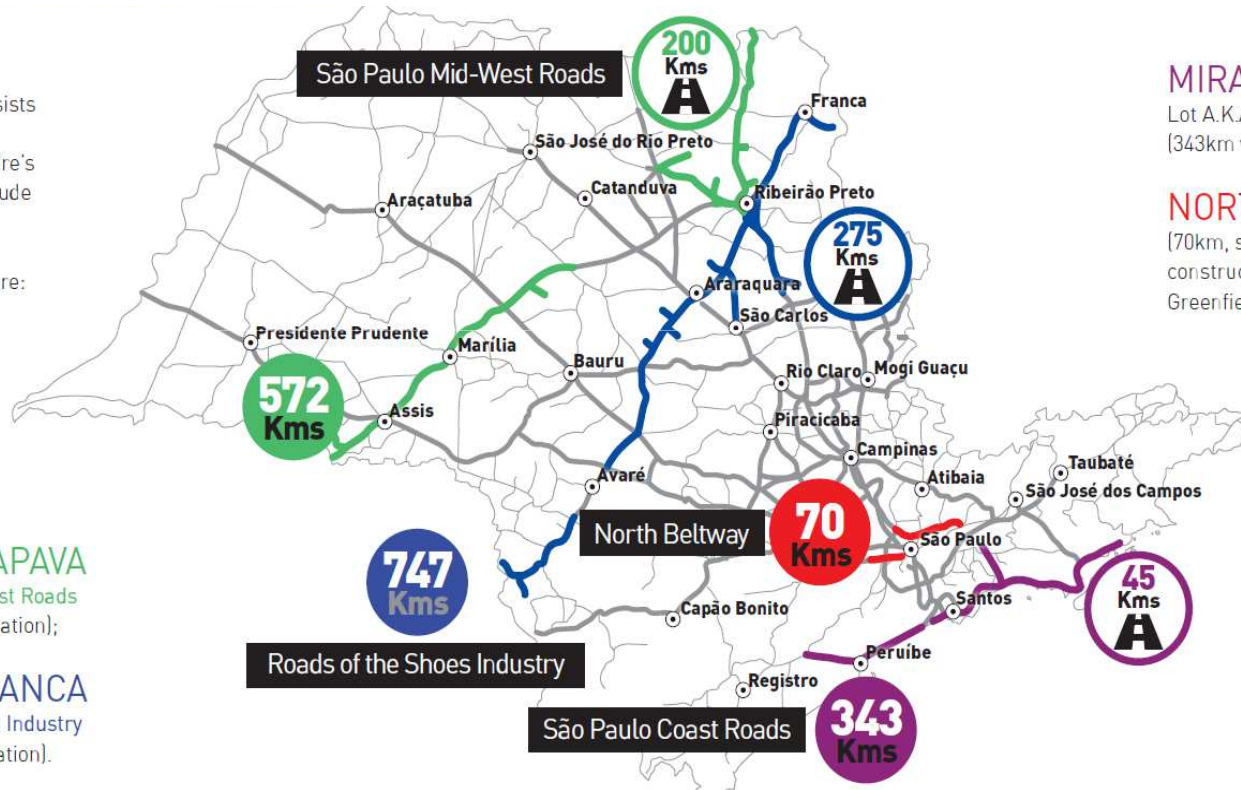 sists
re's
ude
re:
APAVA
st Roads
ation);
ANCA
Industry
ation).
São Paulo Mid-West Roads
200
Kms
Franca
São José do Rio Preto
Catanduva
Ribeirão Preto
Araçatuba
275
Kms
Araraquara
São Carlos
Presidente Prudente
Marília
Bauru
Rio Claro
Mogi Guaçu
572
Kms
Assis
Piracicaba
Campinas
Avaré
Atibaia
Taubaté
São José dos Campos
North Beltway
70
Kms
São Paulo
747
Kms
45
Kms
Capão Bonito
Santos
Roads of the Shoes Industry
Peruíbe
Registro
São Paulo Coast Roads
343
Kms
MIRA
Lot A.K.A
(343km
NORT
(70km, s
construc
Greenfie